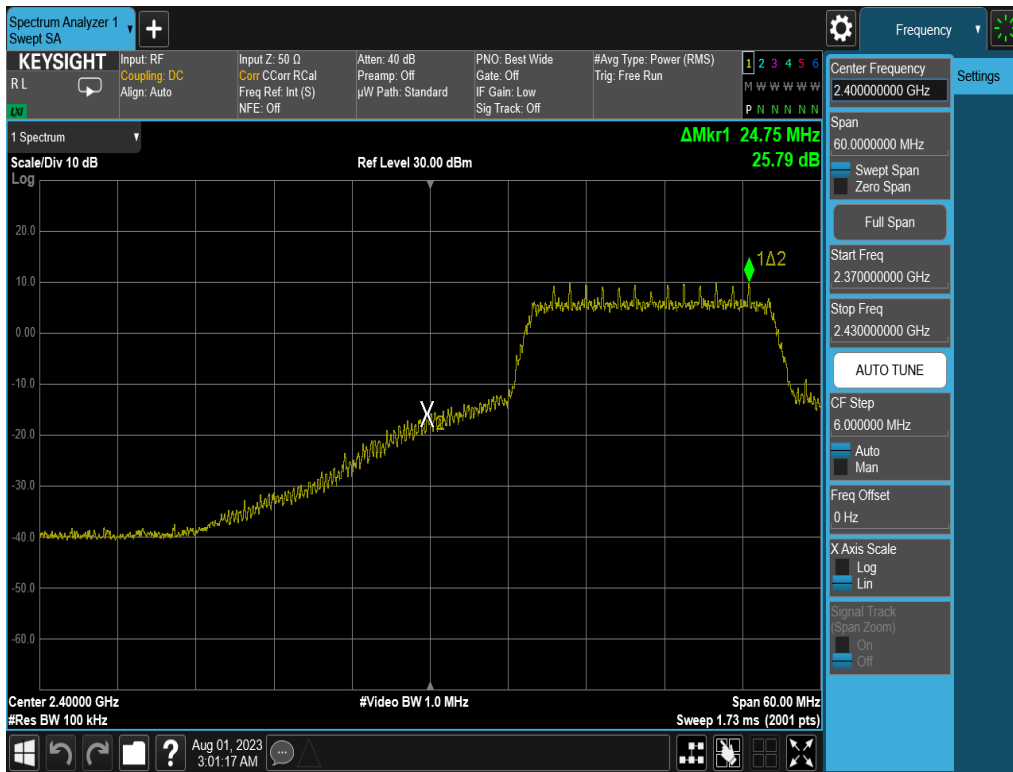 Spectrum Analyzer 1
Swept SA
+
Frequency
KEYSIGHT
R L
LXI
Input: RF
Coupling: DC
Align: Auto
Input Z: 50 Ω
Corr CCorr RCal
Freq Ref: Int (S)
NFE: Off
Atten: 40 dB
Preamp: Off
µW Path: Standard
PNO: Best Wide
Gate: Off
IF Gain: Low
Sig Track: Off
#Avg Type: Power (RMS)
Trig: Free Run
1 2 3 4 5 6
M W W W W W
P N N N N N
Center Frequency
2.400000000 GHz
Settings
Span
60.0000000 MHz
Swept Span
Zero Span
Full Span
Start Freq
2.370000000 GHz
Stop Freq
2.430000000 GHz
AUTO TUNE
CF Step
6.000000 MHz
Auto
Man
Freq Offset
0 Hz
X Axis Scale
Log
Lin
Signal Track
(Span Zoom)
On
Off
1 Spectrum
ΔMkr1 24.75 MHz
25.79 dB
Scale/Div 10 dB
Ref Level 30.00 dBm
Log
20.0
10.0
0.00
-10.0
-20.0
-30.0
-40.0
-50.0
-60.0
1Δ2
X2
Center 2.40000 GHz
#Video BW 1.0 MHz
Span 60.00 MHz
#Res BW 100 kHz
Sweep 1.73 ms (2001 pts)
?
Aug 01, 2023
3:01:17 AM